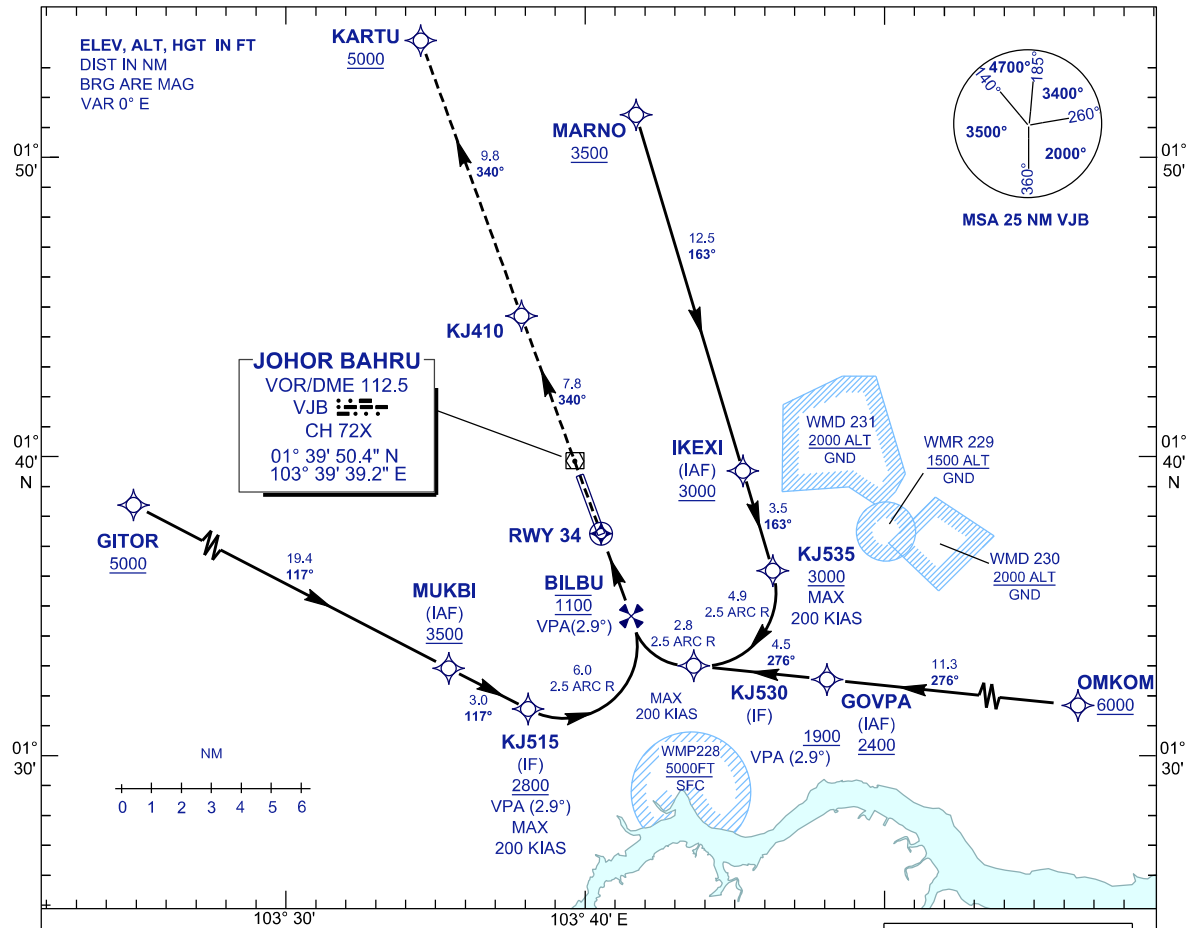 ELEV, ALT, HGT IN FT
DIST IN NM
BRG ARE MAG
VAR 0° E
KARTU
5000
MARNO
3500
4700°
140°
185°
3400°
260°
3500°
2000°
360°
MSA 25 NM VJB
01°
50'
01°
50'
9.8
340°
12.5
163°
KJ410
JOHOR BAHRU
VOR/DME 112.5
VJB
CH 72X
01° 39' 50.4" N
103° 39' 39.2" E
7.8
340°
WMD 231
2000 ALT
GND
WMR 229
1500 ALT
GND
WMD 230
2000 ALT
GND
01°
40'
N
01°
40'
N
IKEXI
(IAF)
3000
3.5
163°
GITOR
5000
19.4
117°
RWY 34
KJ535
3000
MAX
200 KIAS
MUKBI
(IAF)
3500
BILBU
1100
VPA(2.9°)
4.9
2.5 ARC R
2.8
2.5 ARC R
4.5
276°
11.3
276°
OMKOM
6000
3.0
117°
6.0
2.5 ARC R
MAX
200 KIAS
KJ530
(IF)
1900
VPA (2.9°)
GOVPA
(IAF)
2400
KJ515
(IF)
2800
VPA (2.9°)
MAX
200 KIAS
WMP228
5000FT
SFC
01°
30'
01°
30'
NM
0 1 2 3 4 5 6
103° 30'
103° 40' E